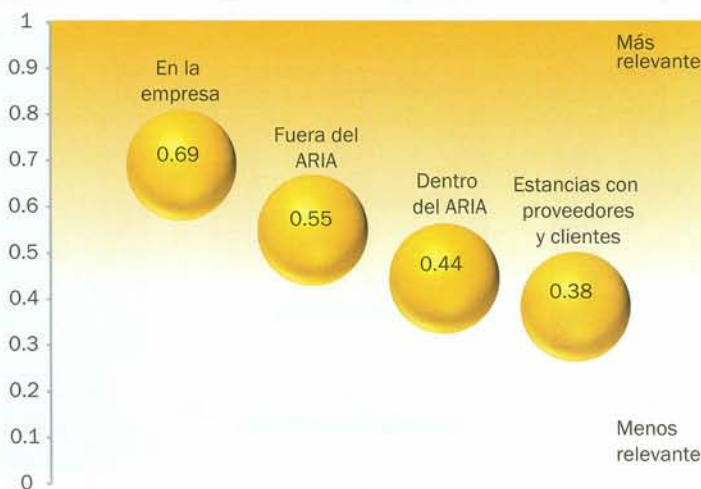 1
0.9
0.8
0.7
0.6
0.5
0.4
0.3
0.2
0.1
0
En la
empresa
0.69
Fuera del
ARIA
0.55
Dentro
del ARIA
0.44
Estancias con
proveedores
y clientes
0.38
Más
relevante
Menos
relevante